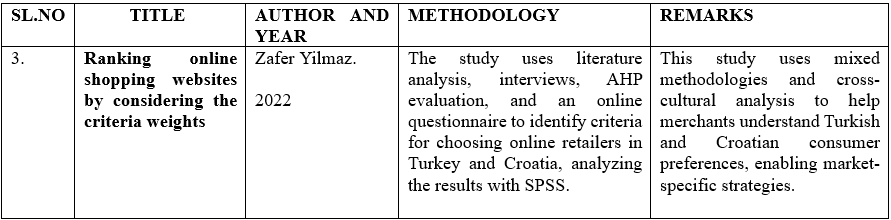 SL.NO
TITLE
AUTHOR AND
YEAR
METHODOLOGY
REMARKS
3.
Ranking online
shopping websites
by considering the
criteria weights
Zafer Yilmaz.
2022
The study uses literature
analysis, interviews, AHP
evaluation, and an online
questionnaire to identify criteria
for choosing online retailers in
Turkey and Croatia, analyzing
the results with SPSS.
This study uses mixed
methodologies and cross-
cultural analysis to help
merchants understand Turkish
and Croatian consumer
preferences, enabling market-
specific strategies.